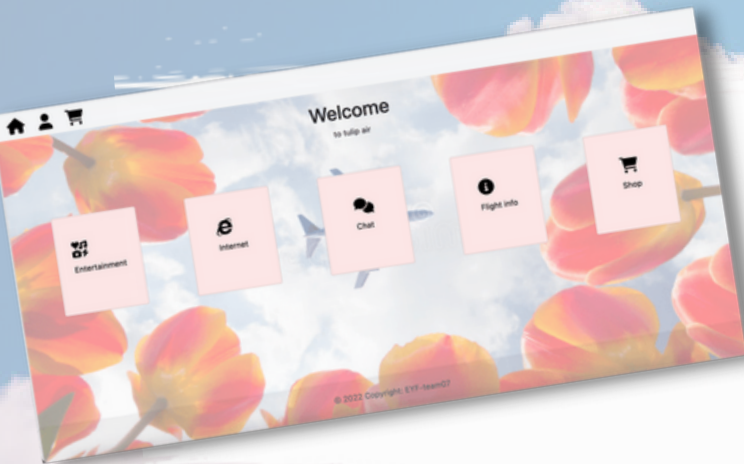 Welcome
to tulip air
Entertainment
Internet
Chat
Flight info
Shop
© 2022 Copyright: EYF-team07